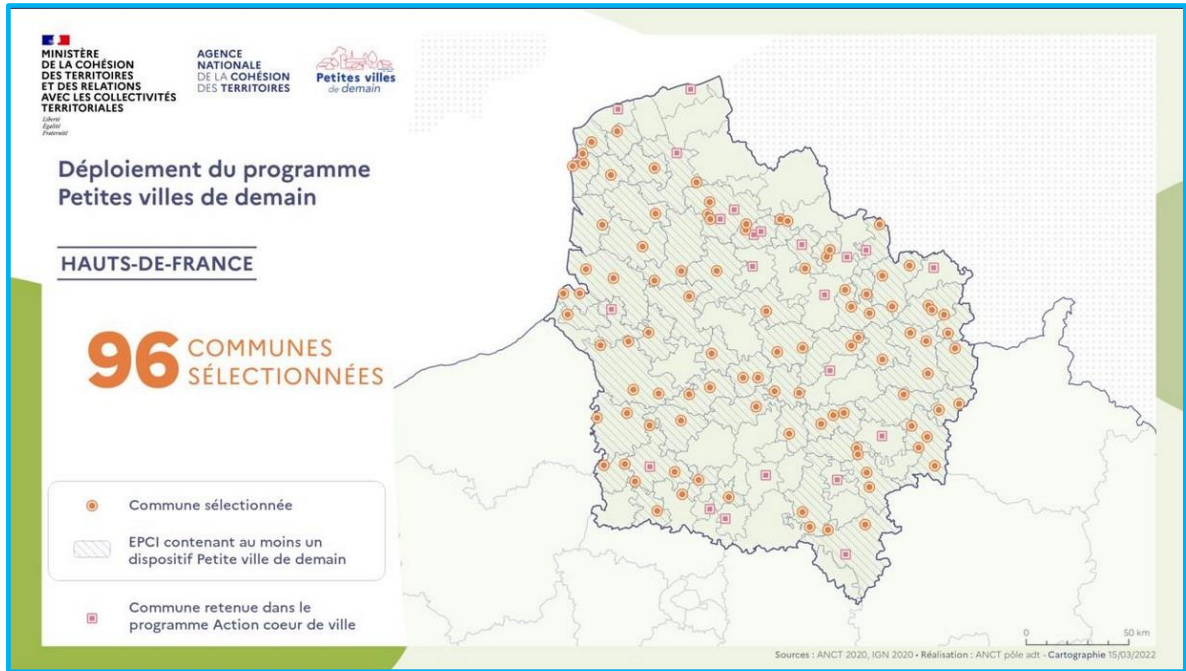 MINISTÈRE
DE LA COHÉSION
DES TERRITOIRES
ET DES RELATIONS
AVEC LES COLLECTIVITÉS
TERRITORIALES
Liberté
Égalité
Fraternité
AGENCE
NATIONALE
DE LA COHÉSION
DES TERRITOIRES
Petites villes
de demain
Déploiement du programme
Petites villes de demain
HAUTS-DE-FRANCE
96 COMMUNES
SÉLECTIONNÉES
Commune sélectionnée
EPCI contenant au moins un
dispositif Petite ville de demain
Commune retenue dans le
programme Action coeur de ville
0 50 km
Sources : ANCT 2020, IGN 2020 • Réalisation : ANCT pôle adt - Cartographie 15/03/2022